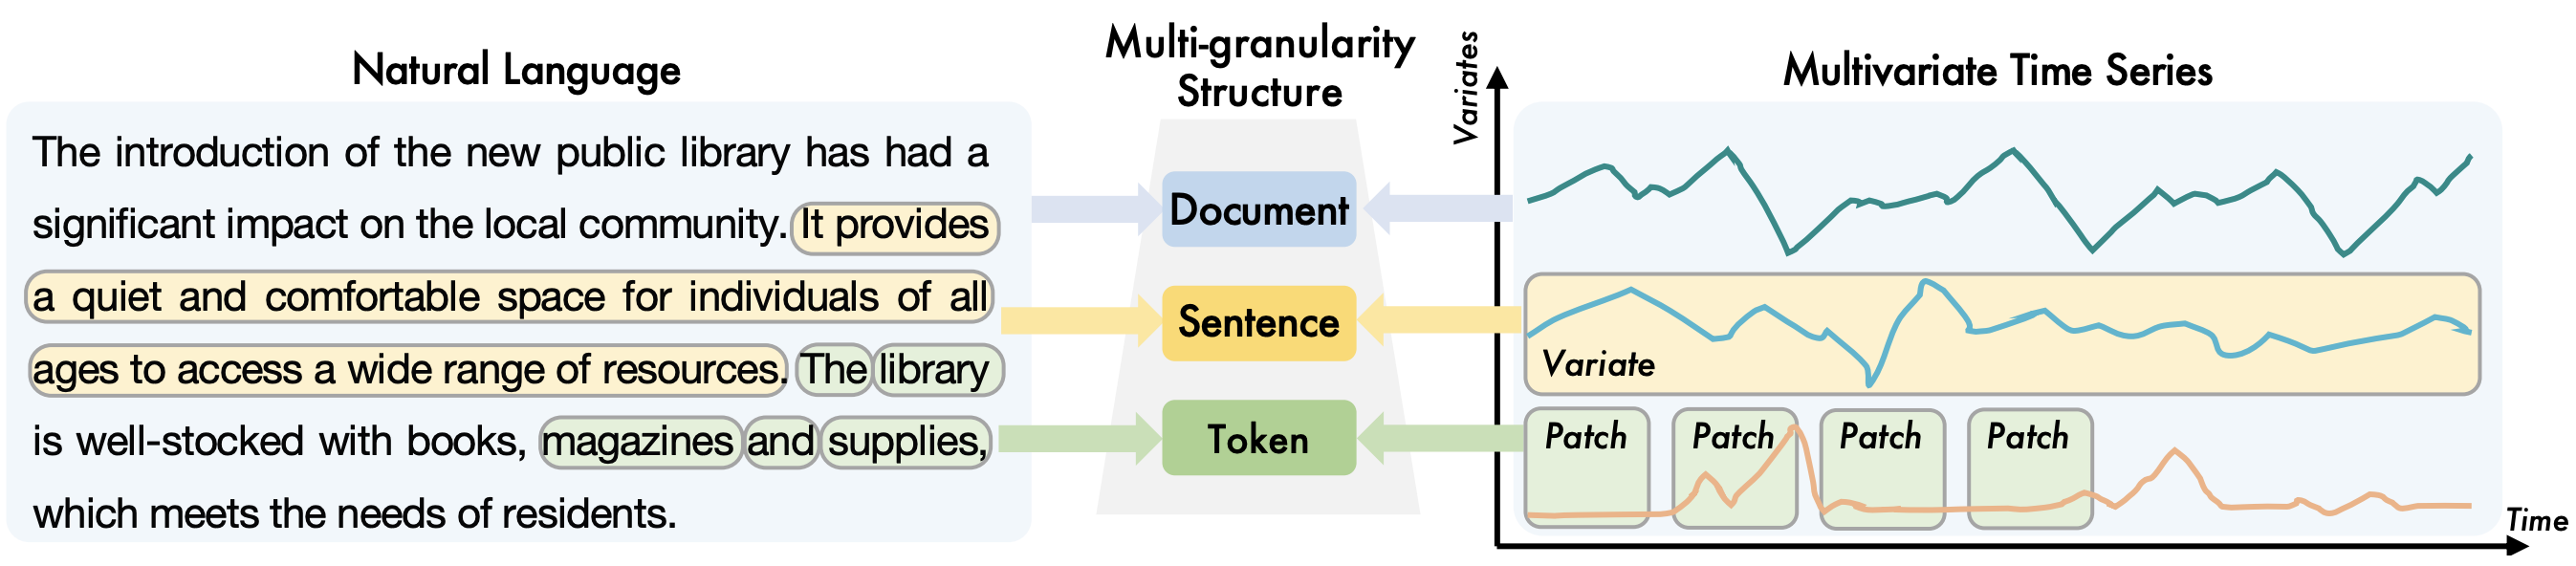 Natural Language
The introduction of the new public library has had a
significant impact on the local community. It provides
a quiet and comfortable space for individuals of all
ages to access a wide range of resources. The library
is well-stocked with books, magazines and supplies,
which meets the needs of residents.
Multi-granularity
Structure
Document
Sentence
Token
Variates
Multivariate Time Series
Variate
Patch
Patch
Patch
Patch
Time